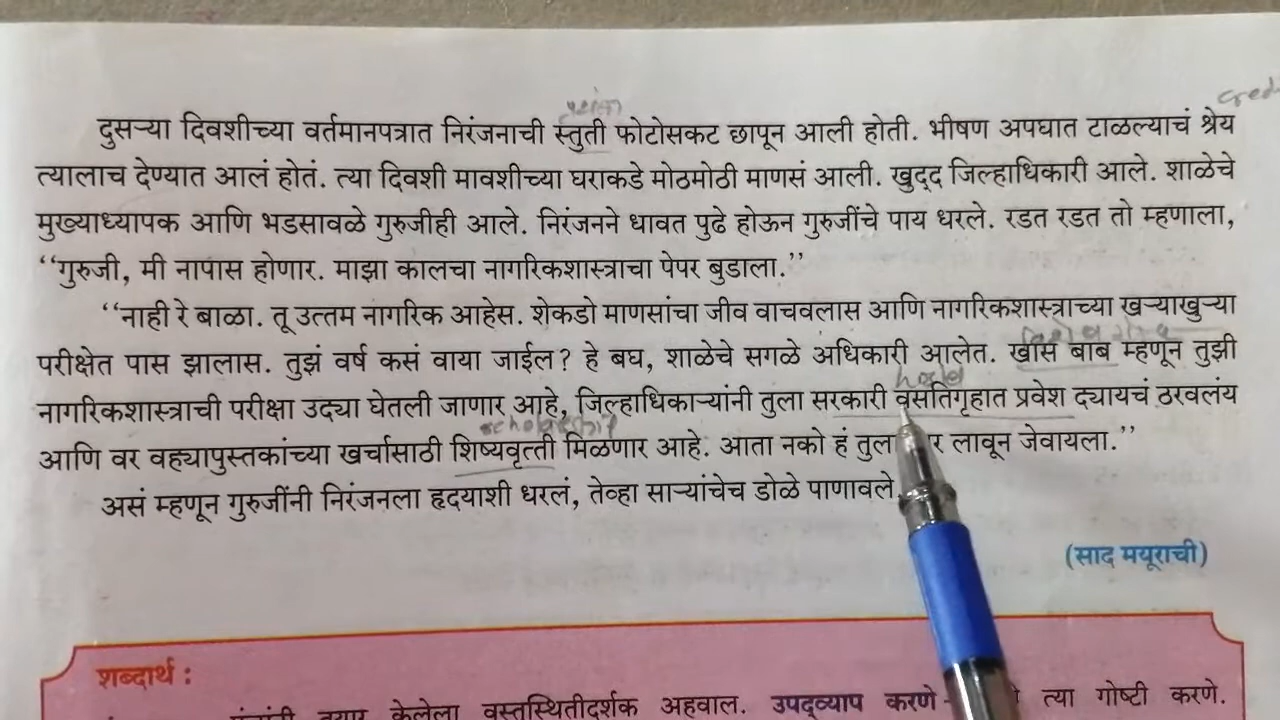 credi
दुसऱ्या दिवशीच्या वर्तमानपत्रात निरंजनाची स्तुती फोटोसकट छापून आली होती. भीषण अपघात टाळल्याचं श्रेय
त्यालाच देण्यात आलं होतं. त्या दिवशी मावशीच्या घराकडे मोठमोठी माणसं आली. खुद्द जिल्हाधिकारी आले. शाळेचे
मुख्याध्यापक आणि भडसावळे गुरुजीही आले. निरंजनने धावत पुढे होऊन गुरुजींचे पाय धरले. रडत रडत तो म्हणाला,
‘‘गुरुजी, मी नापास होणार. माझा कालचा नागरिकशास्त्राचा पेपर बुडाला.’’
‘‘नाही रे बाळा. तू उत्तम नागरिक आहेस. शेकडो माणसांचा जीव वाचवलास आणि नागरिकशास्त्राच्या खऱ्याखुऱ्या
परीक्षेत पास झालास. तुझं वर्ष कसं वाया जाईल? हे बघ, शाळेचे सगळे अधिकारी आलेत. खास बाब म्हणून तुझी
hostel
नागरिकशास्त्राची परीक्षा उद्या घेतली जाणार आहे, जिल्हाधिकाऱ्यांनी तुला सरकारी वसतिगृहात प्रवेश द्यायचं ठरवलंय
scholarship
आणि वर वह्यापुस्तकांच्या खर्चासाठी शिष्यवृत्ती मिळणार आहे. आता नको हं तुला लावून जेवायला.’’
असं म्हणून गुरुजींनी निरंजनला हृदयाशी धरलं, तेव्हा साऱ्यांचेच डोळे पाणावले.
(साद मयूराची)
शब्दार्थ :
केलेला वस्तुस्थितीदर्शक अहवाल. उपद्व्याप करणे- त्या गोष्टी करणे.